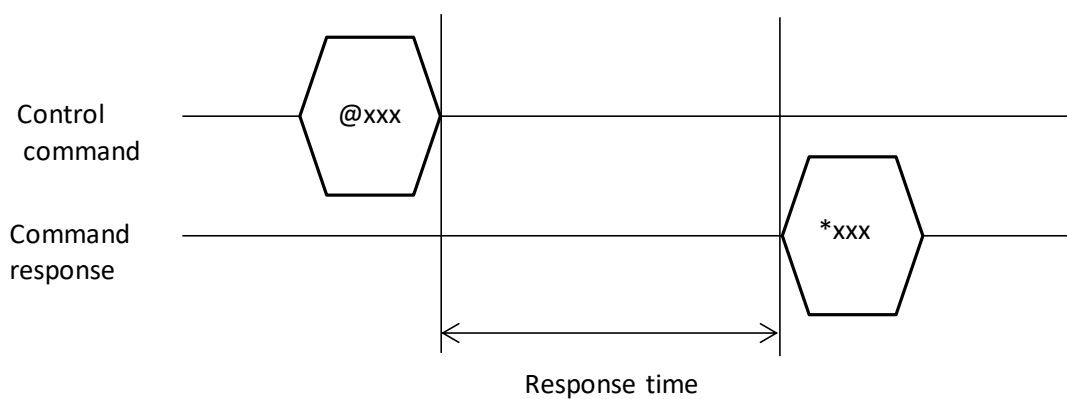 @xxx
Control
command
*xxx
Command
response
Response time